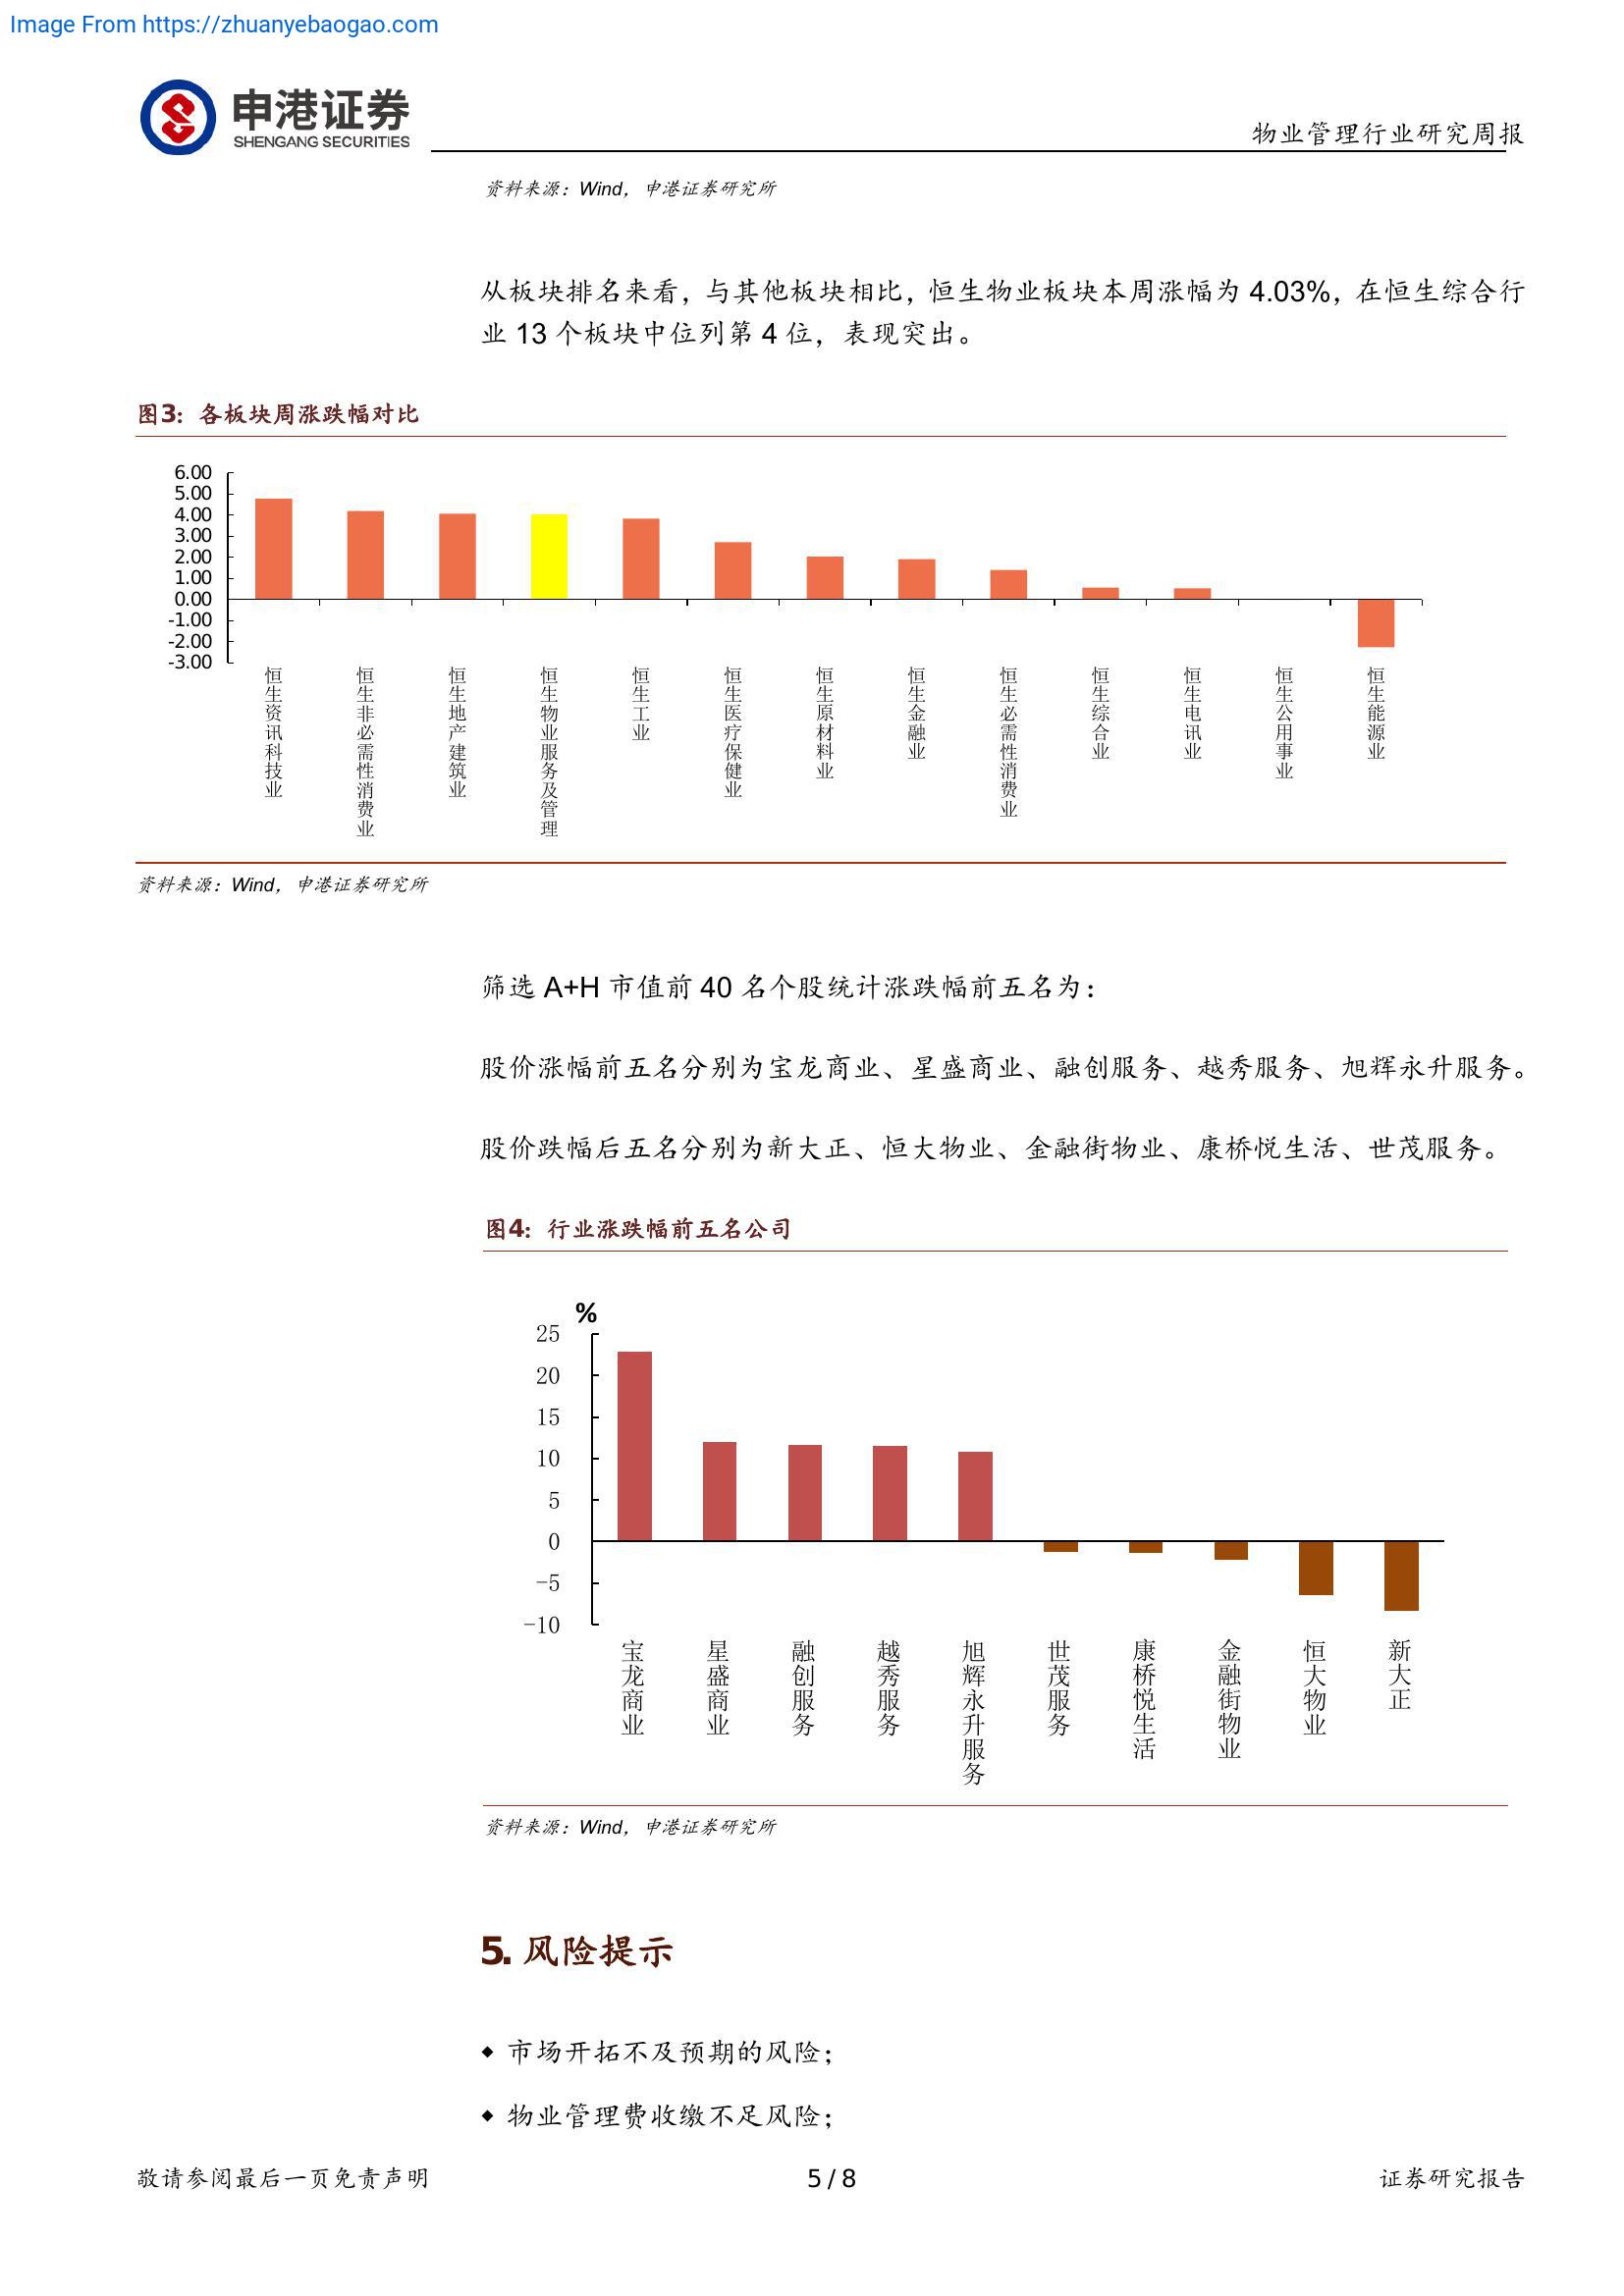 Image From https://zhuanyebaogao.com
申港证券
SHENGANG SECURITIES
物业管理行业研究周报
资料来源：Wind，申港证券研究所
从板块排名来看，与其他板块相比，恒生物业板块本周涨幅为 4.03%，在恒生综合行
业 13 个板块中位列第 4 位，表现突出。
图3：各板块周涨跌幅对比
6.00
5.00
4.00
3.00
2.00
1.00
0.00
-1.00
-2.00
-3.00
恒生资讯科技业
恒生非必需性消费业
恒生地产建筑业
恒生物业服务及管理
恒生工业
恒生医疗保健业
恒生原材料业
恒生金融业
恒生必需性消费业
恒生综合业
恒生电讯业
恒生公用事业
恒生能源业
资料来源：Wind，申港证券研究所
筛选 A+H 市值前 40 名个股统计涨跌幅前五名为：
股价涨幅前五名分别为宝龙商业、星盛商业、融创服务、越秀服务、旭辉永升服务。
股价跌幅后五名分别为新大正、恒大物业、金融街物业、康桥悦生活、世茂服务。
图4：行业涨跌幅前五名公司
%
25
20
15
10
5
0
-5
-10
宝龙商业
星盛商业
融创服务
越秀服务
旭辉永升服务
世茂服务
康桥悦生活
金融街物业
恒大物业
新大正
资料来源：Wind，申港证券研究所
5. 风险提示
◆ 市场开拓不及预期的风险；
◆ 物业管理费收缴不足风险；
敬请参阅最后一页免责声明
5 / 8
证券研究报告